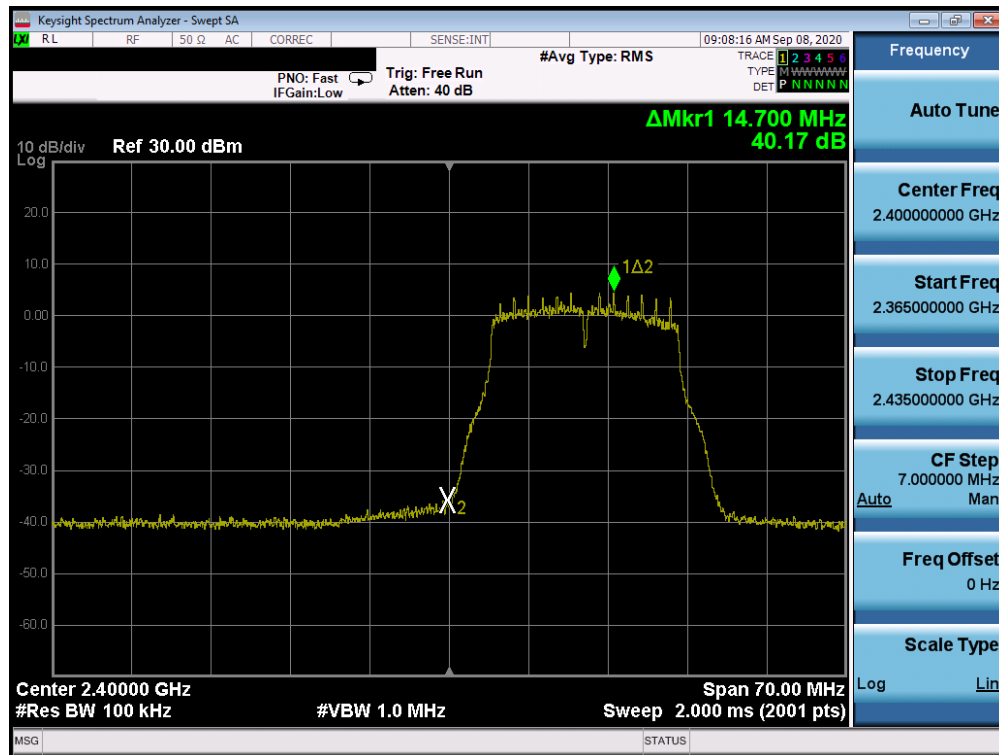 Keysight Spectrum Analyzer - Swept SA
LXI RL RF 50 Ω AC CORREC SENSE:INT 09:08:16 AM Sep 08, 2020
#Avg Type: RMS TRACE 1 2 3 4 5 6
PNO: Fast Trig: Free Run TYPE M WWWWW
IFGain:Low Atten: 40 dB DET P N N N N N
ΔMkr1 14.700 MHz
40.17 dB
10 dB/div Ref 30.00 dBm
Log
20.0
10.0
1Δ2
0.00
-10.0
-20.0
-30.0
X2
-40.0
-50.0
-60.0
Center 2.40000 GHz Span 70.00 MHz
#Res BW 100 kHz #VBW 1.0 MHz Sweep 2.000 ms (2001 pts)
MSG STATUS
Frequency
Auto Tune
Center Freq
2.400000000 GHz
Start Freq
2.365000000 GHz
Stop Freq
2.435000000 GHz
CF Step
7.000000 MHz
Auto Man
Freq Offset
0 Hz
Scale Type
Log Lin